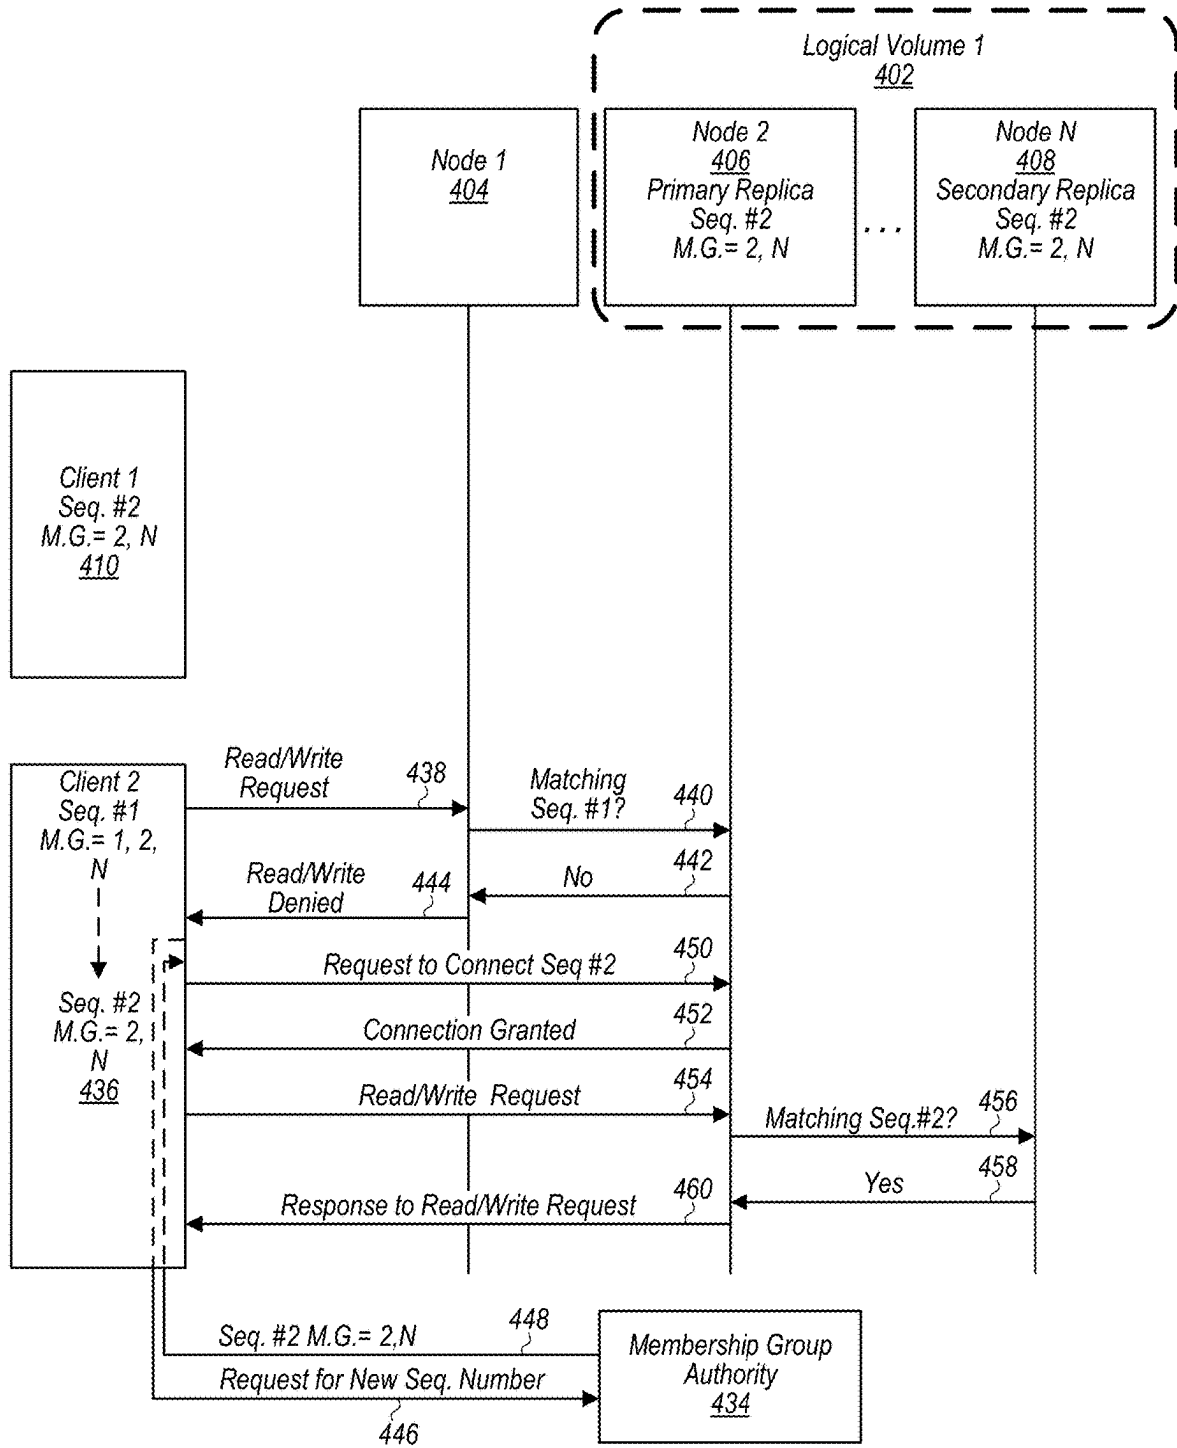 Logical Volume 1
402
Node 1
404
Node 2
406
Primary Replica
Seq. #2
M.G.= 2, N
...
Node N
408
Secondary Replica
Seq. #2
M.G.= 2, N
Client 1
Seq. #2
M.G.= 2, N
410
Client 2
Seq. #1
M.G.= 1, 2,
N
Seq. #2
M.G.= 2,
N
436
Read/Write
Request
438
Matching
Seq. #1?
440
No
442
Read/Write
Denied
444
Request to Connect Seq #2
450
Connection Granted
452
Read/Write Request
454
Matching Seq.#2?
456
Yes
458
Response to Read/Write Request
460
Seq. #2 M.G.= 2,N
448
Request for New Seq. Number
446
Membership Group
Authority
434